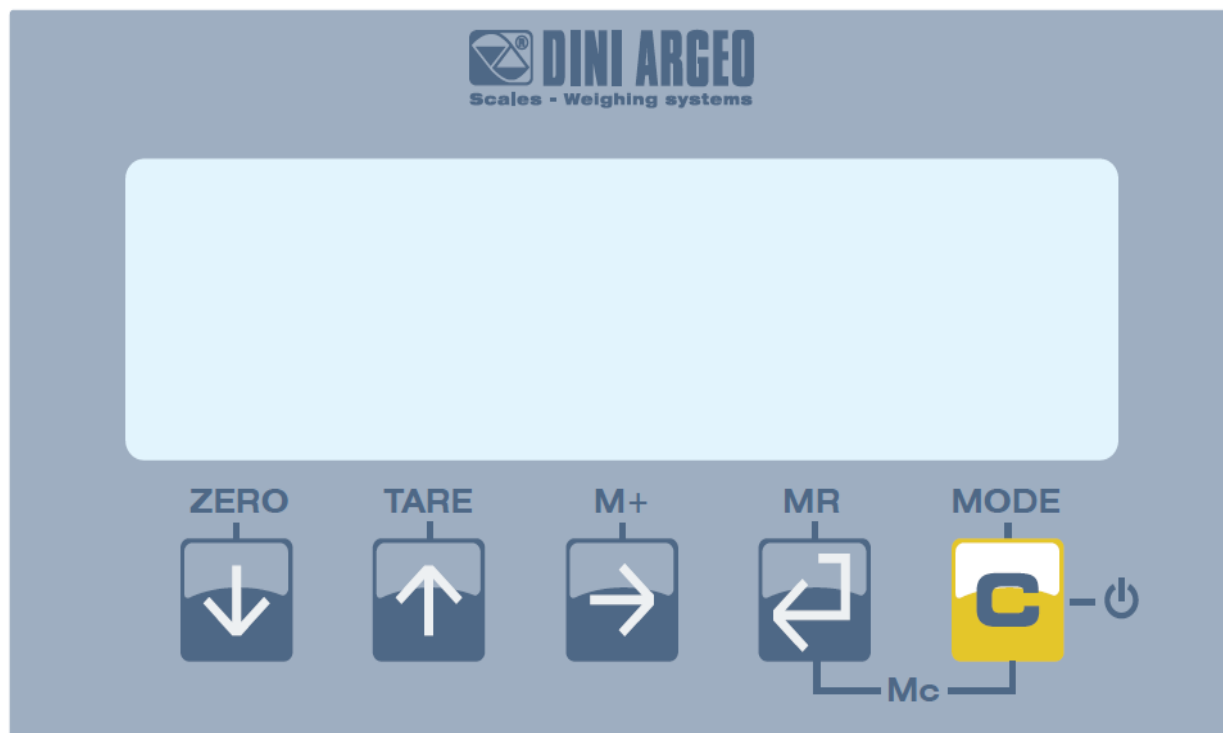 ® DINI ARGEO
Scales - Weighing systems
ZERO TARE M+ MR MODE
C
Mc